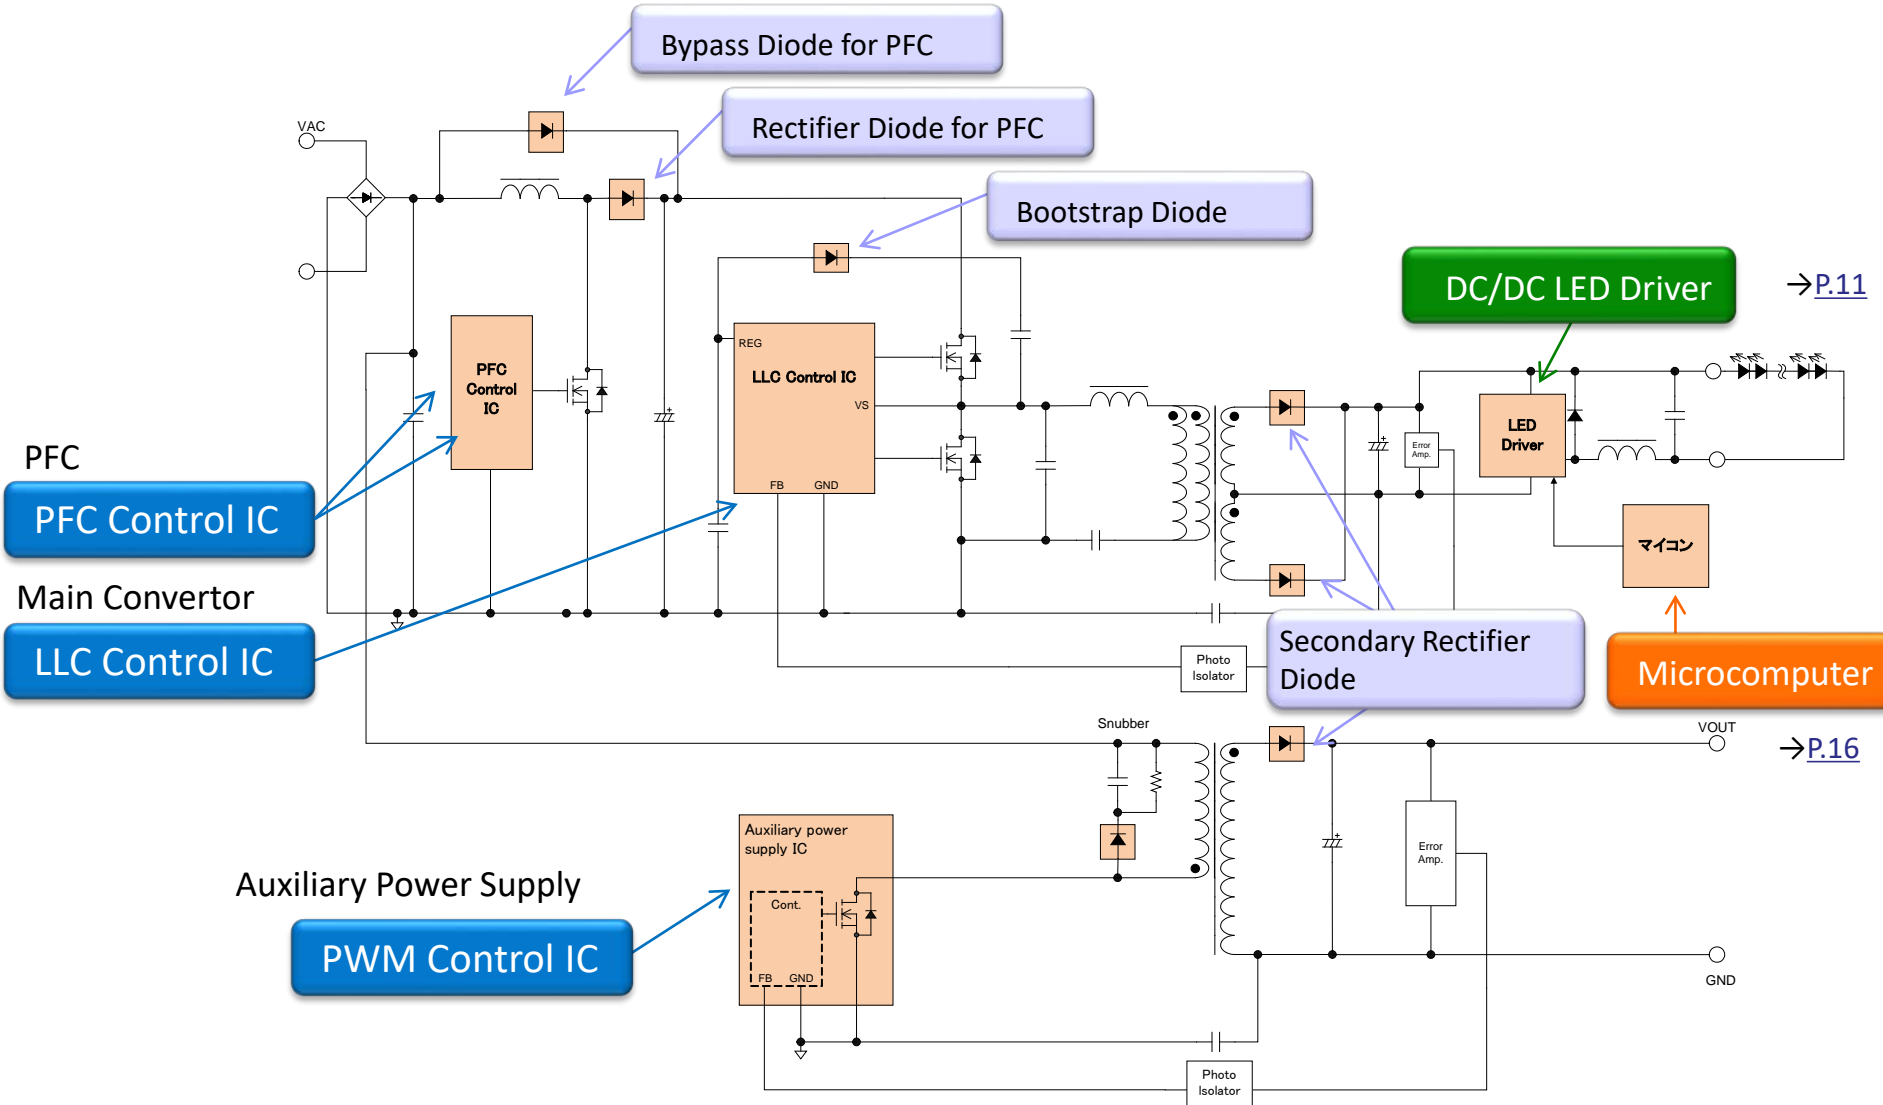 Bypass Diode for PFC
Rectifier Diode for PFC
VAC
Bootstrap Diode
DC/DC LED Driver
→P.11
REG
LLC Control IC
PFC
Control
IC
VS
LED
Driver
Error
Amp.
PFC
PFC Control IC
FB
GND
マイコン
Main Convertor
LLC Control IC
Secondary Rectifier
Diode
Photo
Isolator
Microcomputer
Snubber
VOUT
→P.16
Auxiliary power
supply IC
Error
Amp.
Auxiliary Power Supply
Cont.
PWM Control IC
FB
GND
GND
Photo
Isolator